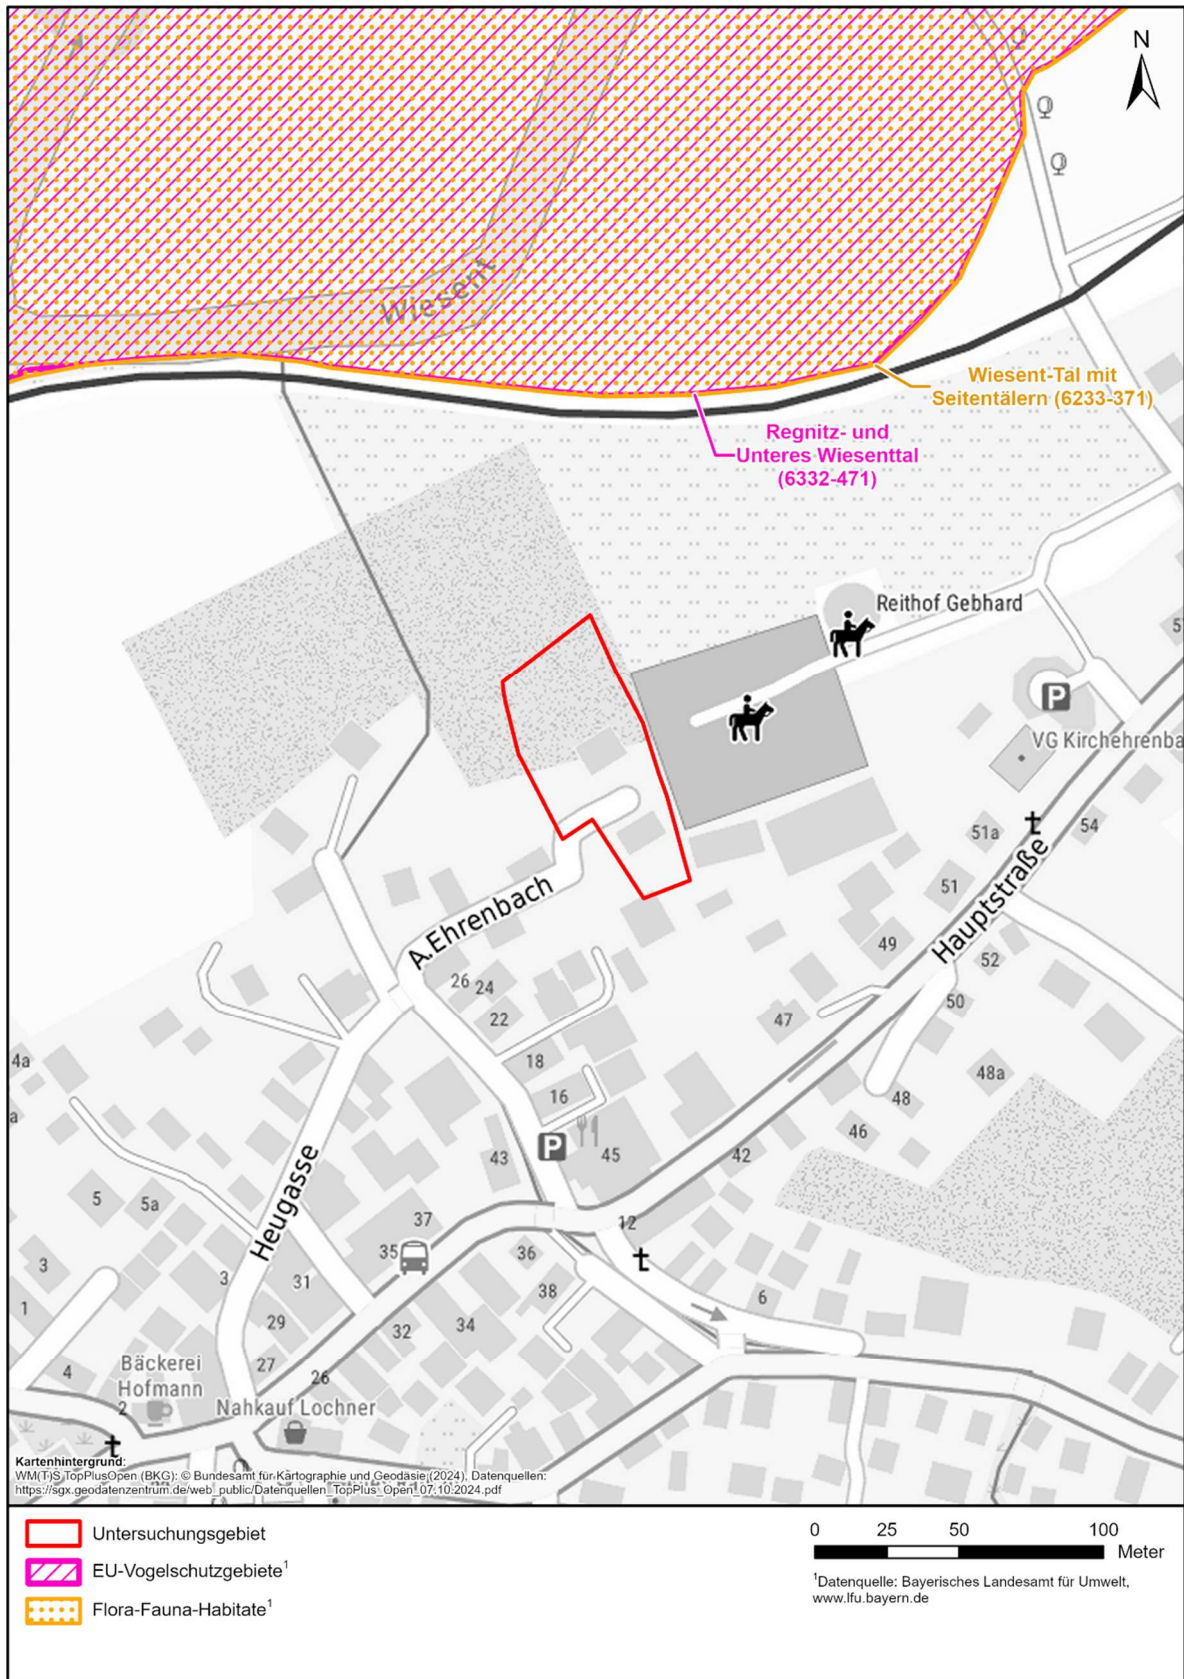 N
Wiesent
Wiesent-Tal mit
Seitentälern (6233-371)
Regnitz- und
Unteres Wiesenttal
(6332-471)
Reithof Gebhard
P
VG Kirchehrenba
51a
54
51
Hauptstraße
49
52
50
47
48a
48
46
A.Ehrenbach
26
24
22
18
16
4a
a
43
P
45
42
Heugasse
5
5a
37
12
35
36
3
3
31
38
6
1
29
34
32
27
4
Bäckerei
Hofmann
26
2
Nahkauf Lochner
Kartenhintergrund:
WM(T)S TopPlusOpen (BKG): © Bundesamt für Kartographie und Geodäsie (2024), Datenquellen:
https://sgx.geodatenzentrum.de/web_public/Datenquellen_TopPlus_Open_07.10.2024.pdf
Untersuchungsgebiet
EU-Vogelschutzgebiete¹
Flora-Fauna-Habitate¹
0 25 50 100
Meter
¹Datenquelle: Bayerisches Landesamt für Umwelt,
www.lfu.bayern.de